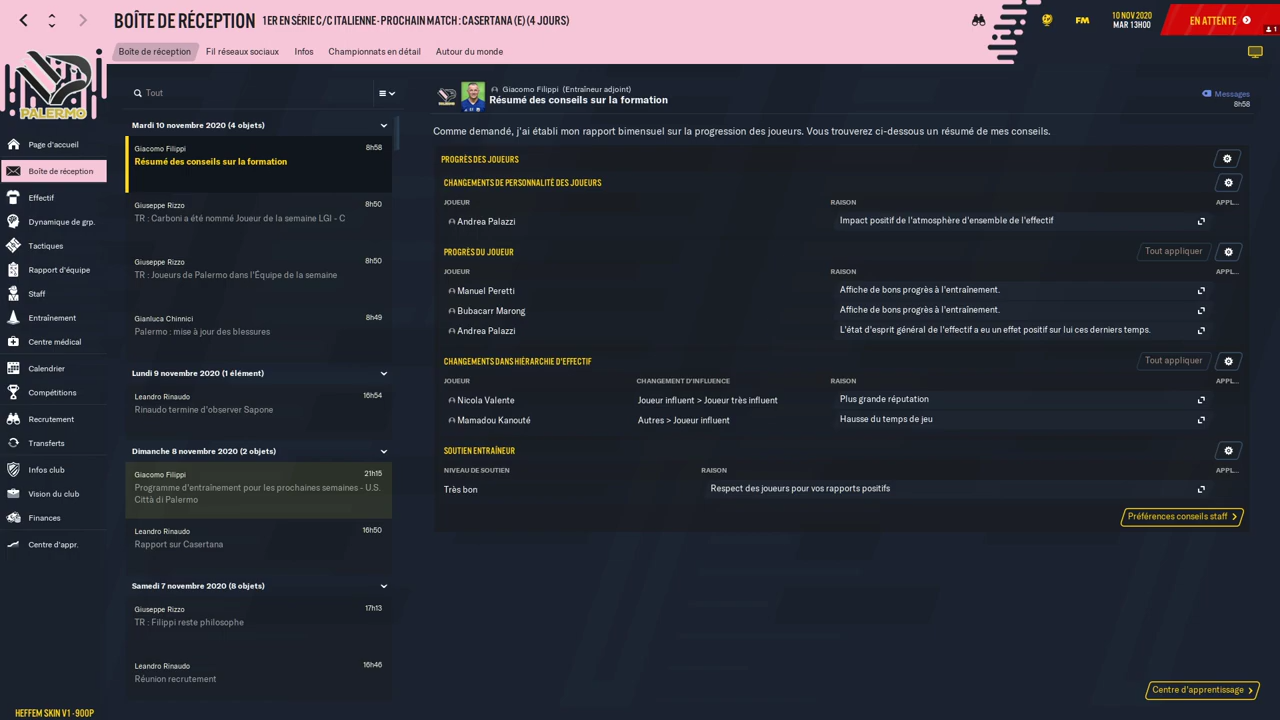 BOÎTE DE RÉCEPTION 1ER EN SÉRIE C/C ITALIENNE - PROCHAIN MATCH : CASERTANA (E) (4 JOURS)
FM
10 NOV 2020
MAR 13H00
EN ATTENTE
1
Boîte de réception Fil réseaux sociaux Infos Championnats en détail Autour du monde
PALERMO
Page d'accueil
Boîte de réception
Effectif
Dynamique de grp.
Tactiques
Rapport d'équipe
Staff
Entraînement
Centre médical
Calendrier
Compétitions
Recrutement
Transferts
Infos club
Vision du club
Finances
Centre d'appr.
HEFFEM SKIN V1 - 900P
Tout
Mardi 10 novembre 2020 (4 objets)
Giacomo Filippi 8h58
Résumé des conseils sur la formation
Giuseppe Rizzo 8h50
TR : Carboni a été nommé Joueur de la semaine LGI - C
Giuseppe Rizzo 8h50
TR : Joueurs de Palermo dans l'Équipe de la semaine
Gianluca Chinnici 8h49
Palermo : mise à jour des blessures
Lundi 9 novembre 2020 (1 élément)
Leandro Rinaudo 16h54
Rinaudo termine d'observer Sapone
Dimanche 8 novembre 2020 (2 objets)
Giacomo Filippi 21h15
Programme d'entraînement pour les prochaines semaines - U.S.
Città di Palermo
Leandro Rinaudo 16h50
Rapport sur Casertana
Samedi 7 novembre 2020 (8 objets)
Giuseppe Rizzo 17h13
TR : Filippi reste philosophe
Leandro Rinaudo 16h46
Réunion recrutement
PALERMO
Giacomo Filippi (Entraîneur adjoint)
Résumé des conseils sur la formation
Messages
8h58
Comme demandé, j'ai établi mon rapport bimensuel sur la progression des joueurs. Vous trouverez ci-dessous un résumé de mes conseils.
PROGRÈS DES JOUEURS
CHANGEMENTS DE PERSONNALITÉ DES JOUEURS
JOUEUR RAISON APPL...
Andrea Palazzi Impact positif de l'atmosphère d'ensemble de l'effectif
PROGRÈS DU JOUEUR Tout appliquer
JOUEUR RAISON APPL...
Manuel Peretti Affiche de bons progrès à l'entraînement.
Bubacarr Marong Affiche de bons progrès à l'entraînement.
Andrea Palazzi L'état d'esprit général de l'effectif a eu un effet positif sur lui ces derniers temps.
CHANGEMENTS DANS HIÉRARCHIE D'EFFECTIF Tout appliquer
JOUEUR CHANGEMENT D'INFLUENCE RAISON APPL...
Nicola Valente Joueur influent > Joueur très influent Plus grande réputation
Mamadou Kanouté Autres > Joueur influent Hausse du temps de jeu
SOUTIEN ENTRAÎNEUR
NIVEAU DE SOUTIEN RAISON APPL...
Très bon Respect des joueurs pour vos rapports positifs
Préférences conseils staff
Centre d'apprentissage